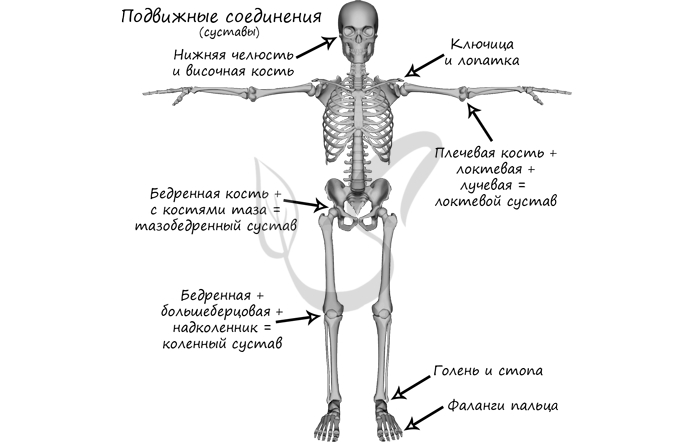 Подвижные соединения
(суставы)
Нижняя челюсть
и височная кость
Ключица
и лопатка
Плечевая кость +
локтевая +
лучевая =
локтевой сустав
Бедренная кость +
с костями таза =
тазобедренный сустав
Бедренная +
большеберцовая +
надколенник =
коленный сустав
Голень и стопа
Фаланги пальца